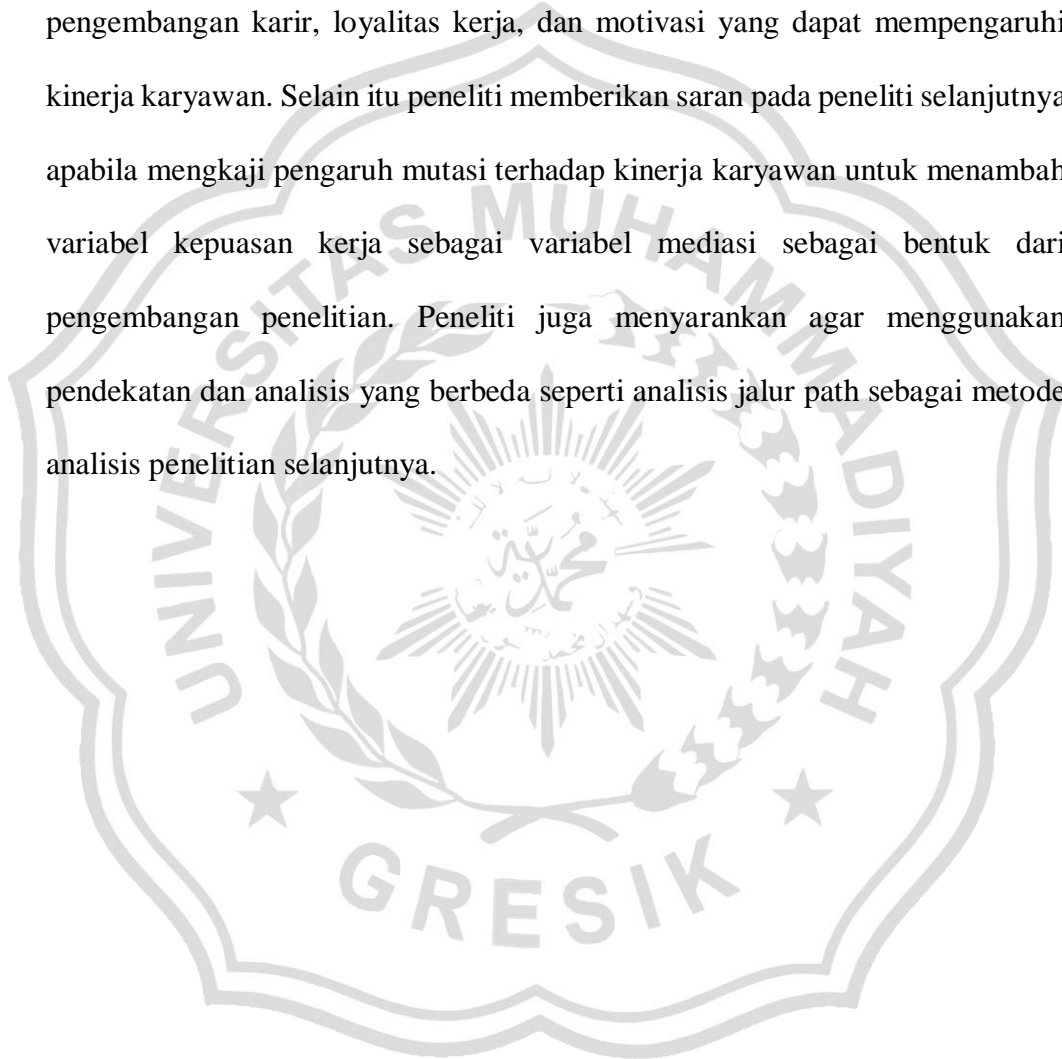 pengembangan karir, loyalitas kerja, dan motivasi yang dapat mempengaruhi
kinerja karyawan. Selain itu peneliti memberikan saran pada peneliti selanjutnya
apabila mengkaji pengaruh mutasi terhadap kinerja karyawan untuk menambah
variabel kepuasan kerja sebagai variabel mediasi sebagai bentuk dari
pengembangan penelitian. Peneliti juga menyarankan agar menggunakan
pendekatan dan analisis yang berbeda seperti analisis jalur path sebagai metode
analisis penelitian selanjutnya.
UNIVERSITAS MUHAMMADIYAH
GRESIK